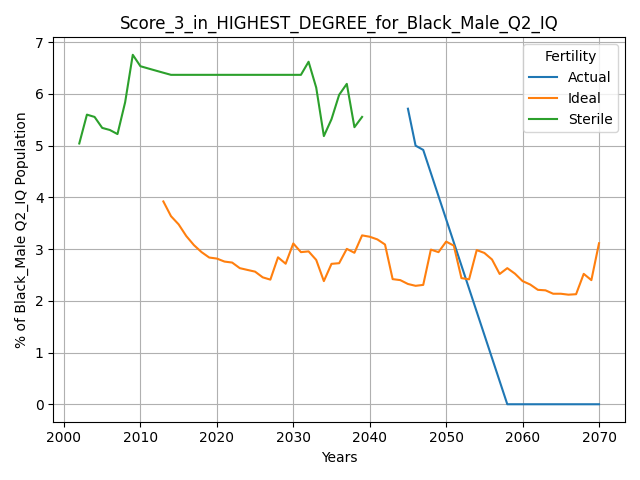 Score_3_in_HIGHEST_DEGREE_for_Black_Male_Q2_IQ
Fertility
Actual
Ideal
Sterile
% of Black_Male Q2_IQ Population
7
6
5
4
3
2
1
0
2000 2010 2020 2030 2040 2050 2060 2070
Years